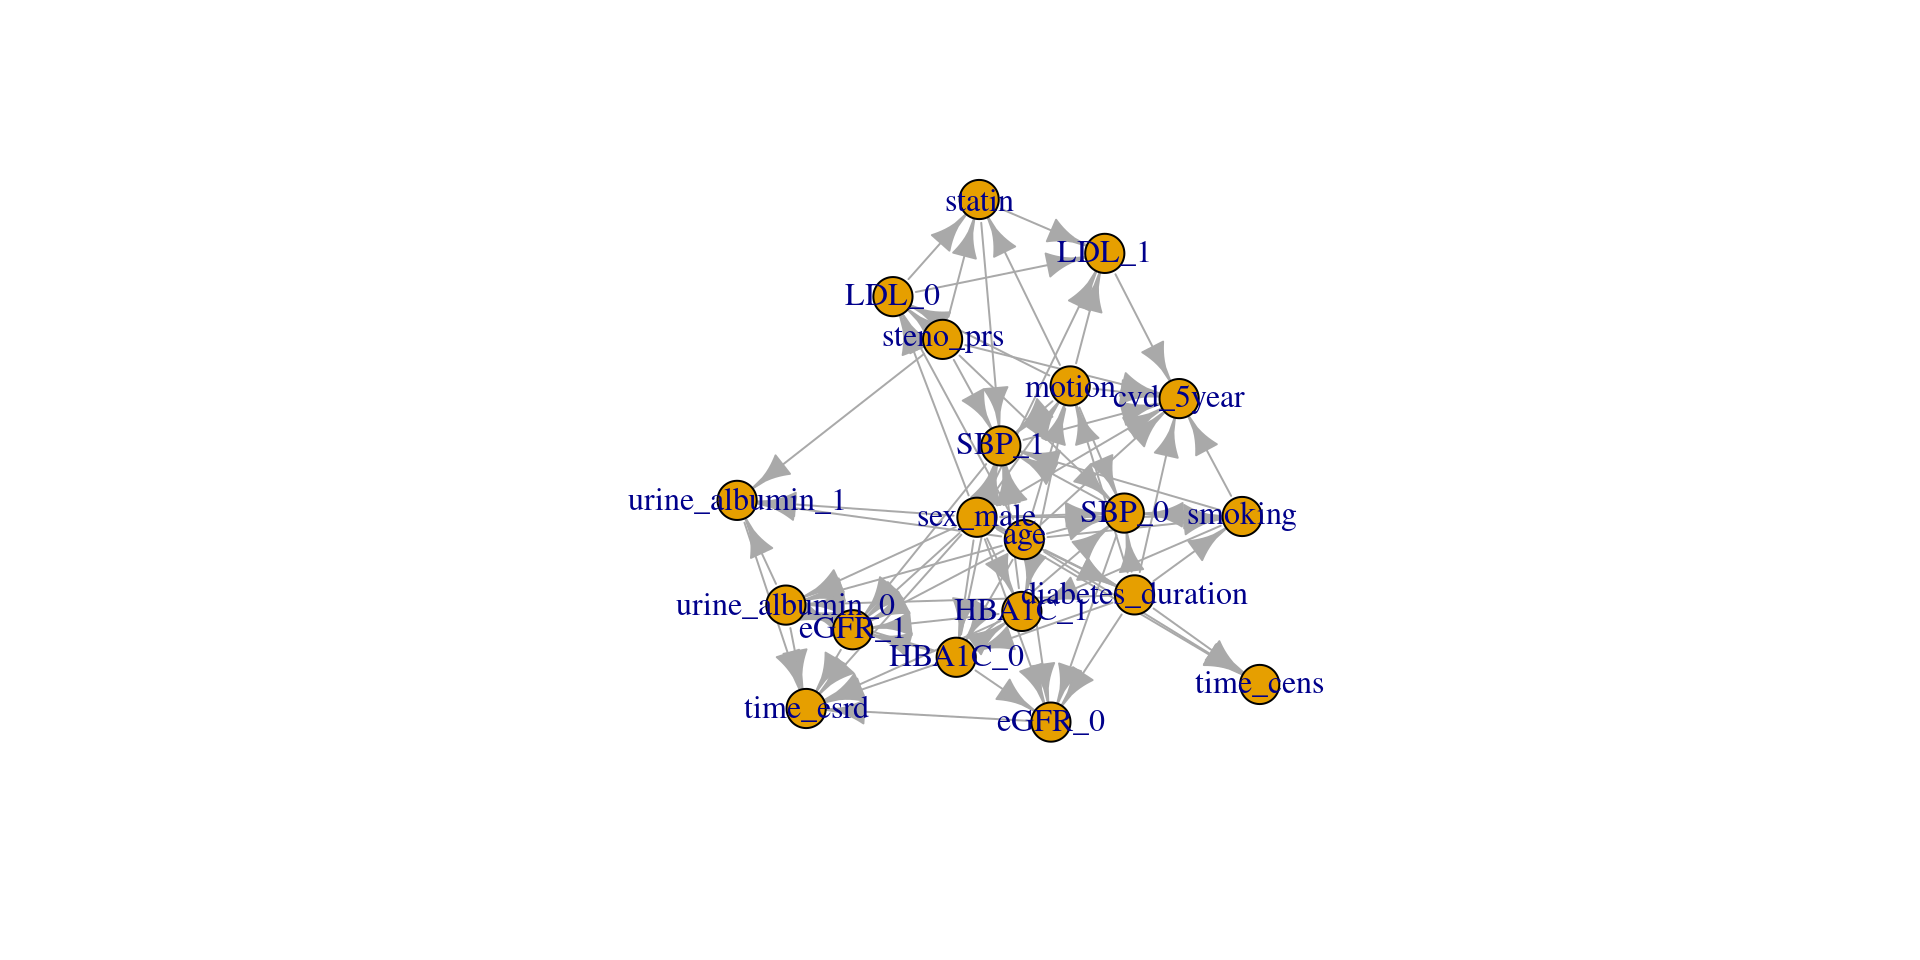 statin
LDL_1
LDL_0
steno_prs
motion
cvd_5year
SBP_1
urine_albumin_1
sex_male
SBP_0
smoking
age
diabetes_duration
urine_albumin_0
HBA1C_1
eGFR_1
HBA1C_0
time_cens
time_esrd
eGFR_0